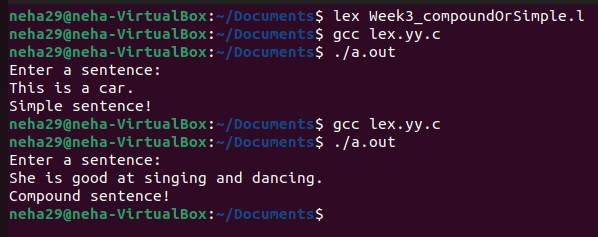 neha29@neha-VirtualBox:~/Documents$ lex Week3_compoundOrSimple.l
neha29@neha-VirtualBox:~/Documents$ gcc lex.yy.c
neha29@neha-VirtualBox:~/Documents$ ./a.out
Enter a sentence:
This is a car.
Simple sentence!
neha29@neha-VirtualBox:~/Documents$ gcc lex.yy.c
neha29@neha-VirtualBox:~/Documents$ ./a.out
Enter a sentence:
She is good at singing and dancing.
Compound sentence!
neha29@neha-VirtualBox:~/Documents$